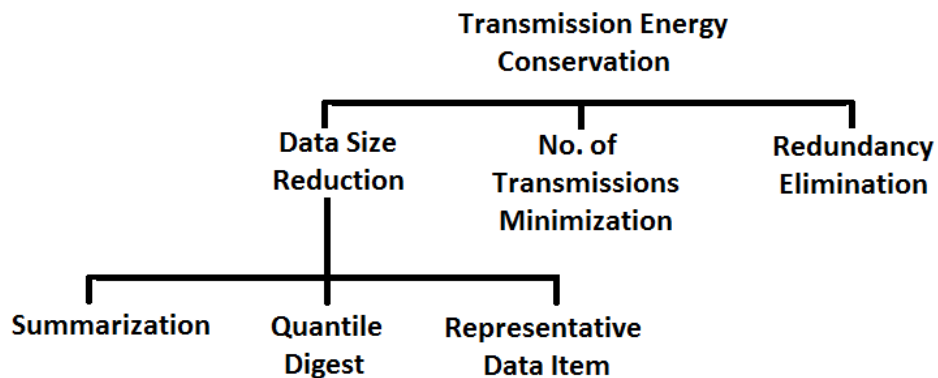 Transmission Energy
Conservation
Data Size
Reduction
No. of
Transmissions
Minimization
Redundancy
Elimination
Summarization
Quantile
Digest
Representative
Data Item